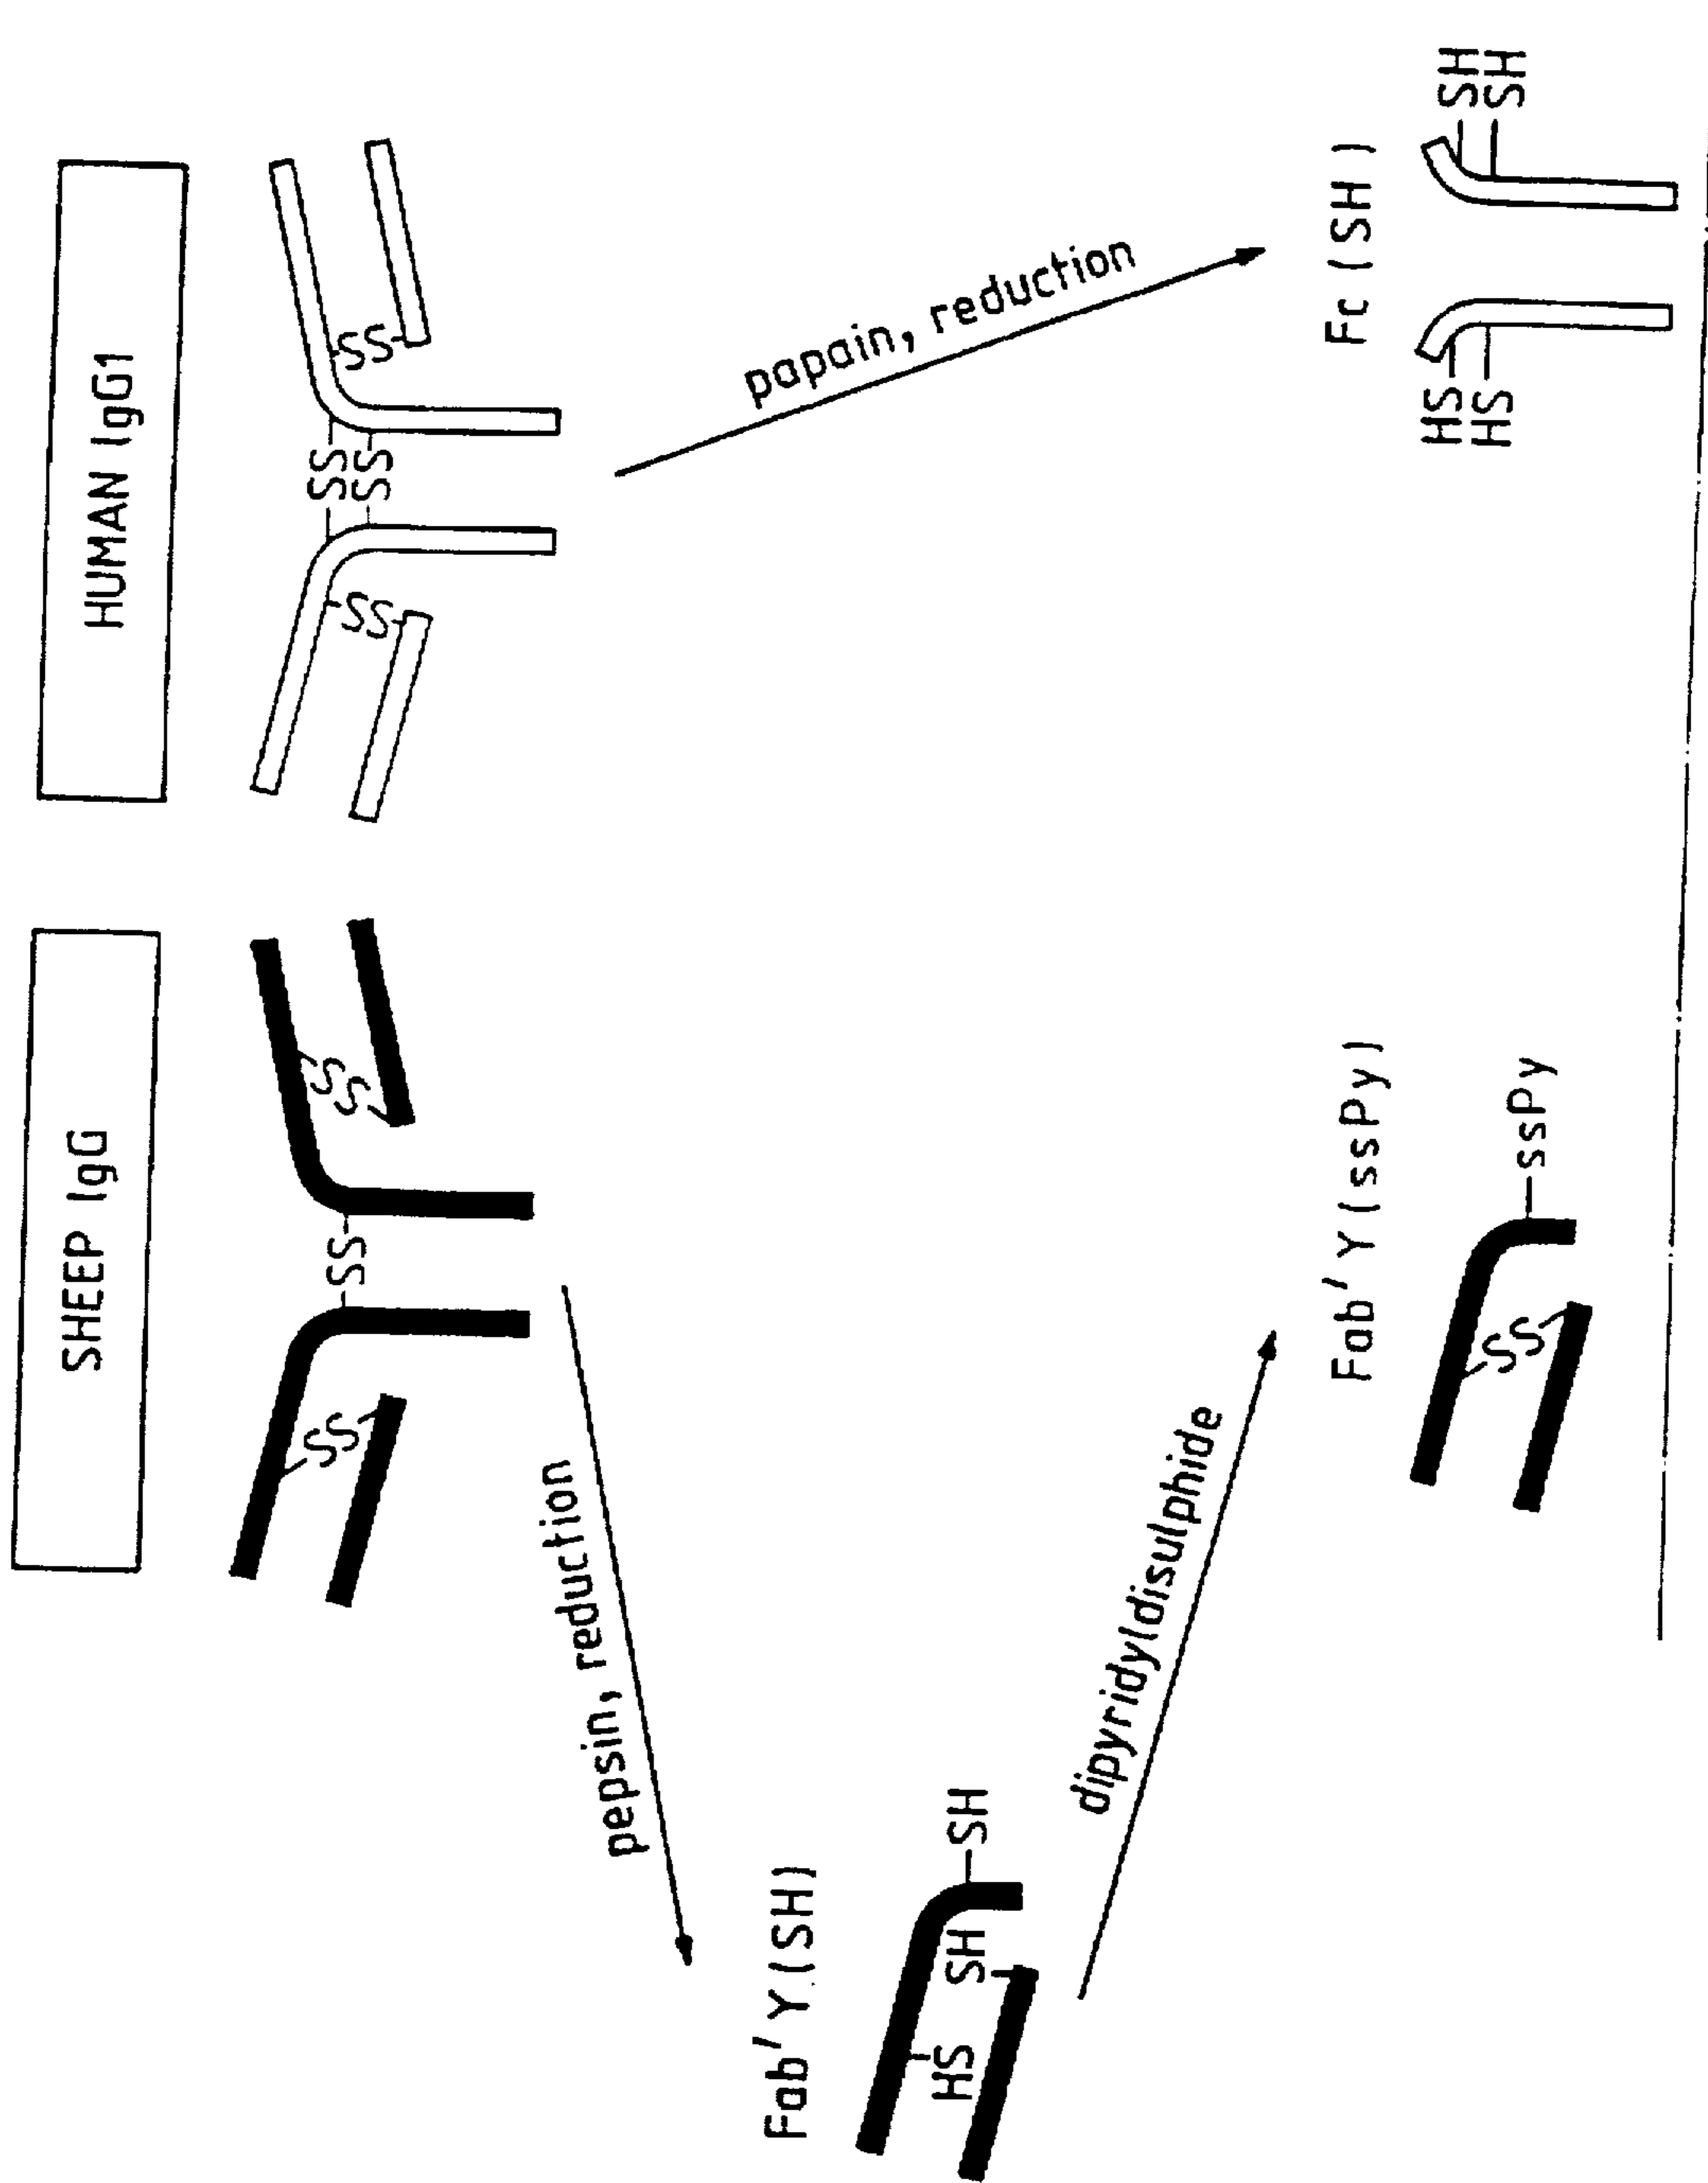 SHEEP IgG
HUMAN IgG1
SS
SS
SS
SS
SS
SS
SS
pepsin, reduction
papain, reduction
Fab'γ(SH)
HS
SH
SH
dipyridyldisulphide
Fab'γ(ssPy)
SS
ssPy
Fc (SH)
HS
SH
HS
SH